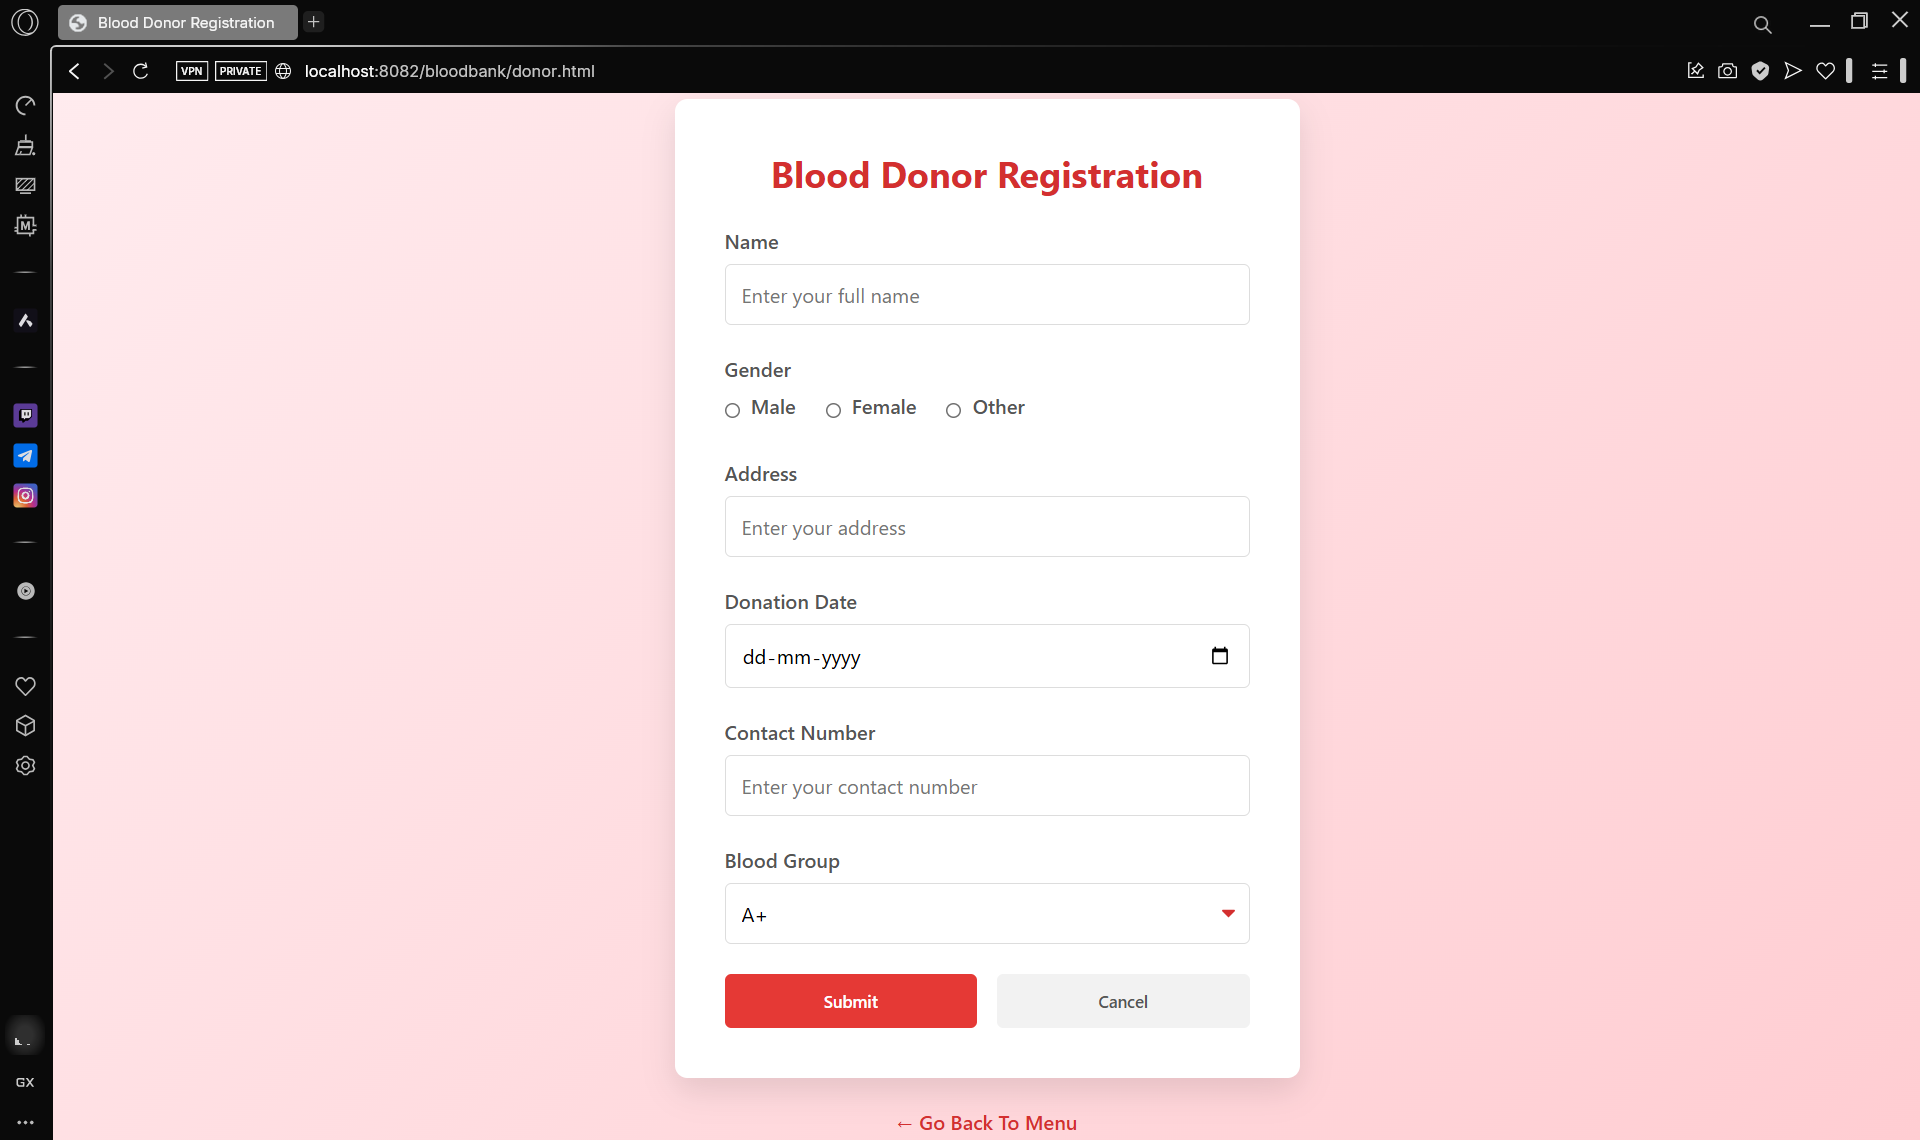 Blood Donor Registration
+
VPN PRIVATE localhost:8082/bloodbank/donor.html
M
Blood Donor Registration
Name
Enter your full name
Gender
Male Female Other
Address
Enter your address
Donation Date
dd-mm-yyyy
Contact Number
Enter your contact number
Blood Group
A+
Submit Cancel
GX
← Go Back To Menu